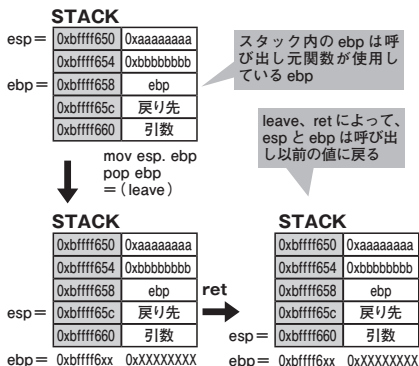 STACK
esp＝ 0xbffff650 0xaaaaaaaa
0xbffff654 0xbbbbbbbb
ebp＝ 0xbffff658 ebp
0xbffff65c 戻り先
0xbffff660 引数
スタック内の ebp は呼
び出し元関数が使用し
ている ebp
mov esp. ebp
pop ebp
＝（leave）
leave、ret によって、
esp と ebp は呼び出
し以前の値に戻る
STACK
0xbffff650 0xaaaaaaaa
0xbffff654 0xbbbbbbbb
0xbffff658 ebp
esp＝ 0xbffff65c 戻り先
0xbffff660 引数
ebp＝ 0xbffff6xx 0xXXXXXXXX
ret
STACK
0xbffff650 0xaaaaaaaa
0xbffff654 0xbbbbbbbb
0xbffff658 ebp
0xbffff65c 戻り先
esp＝ 0xbffff660 引数
ebp＝ 0xbffff6xx 0xXXXXXXXX